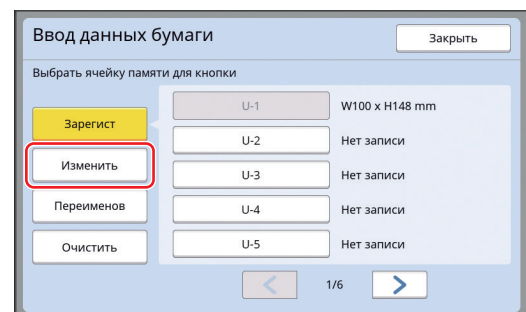 Ввод данных бумаги
Закрыть
Выбрать ячейку памяти для кнопки
Зарегист
Изменить
Переименов
Очистить
U-1 W100 x H148 mm
U-2 Нет записи
U-3 Нет записи
U-4 Нет записи
U-5 Нет записи
1/6